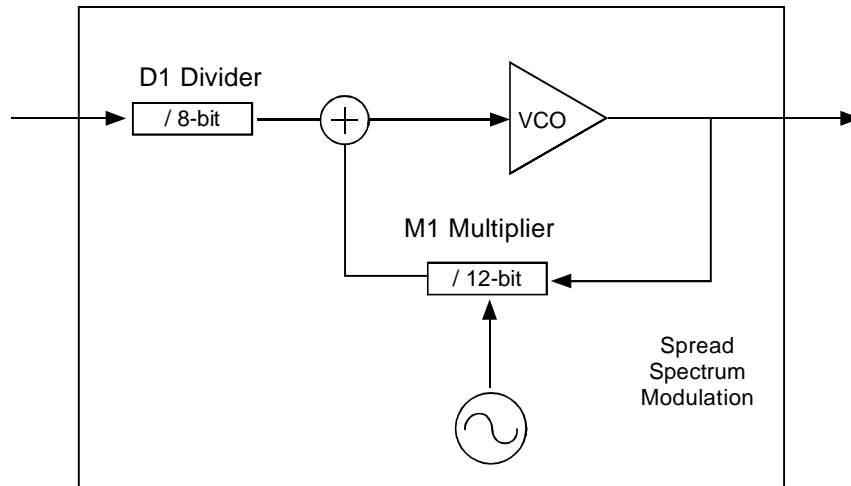 D1 Divider
/ 8-bit
VCO
M1 Multiplier
/ 12-bit
Spread
Spectrum
Modulation